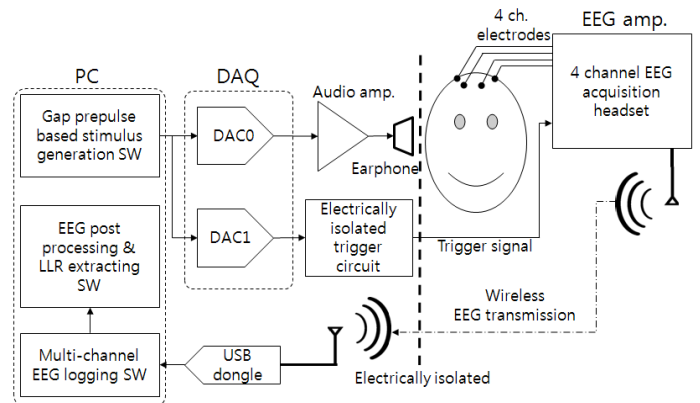 4 ch.
electrodes
EEG amp.
PC
DAQ
Gap prepulse
based stimulus
generation SW
DAC0
Audio amp.
Earphone
4 channel EEG
acquisition
headset
EEG post
processing &
LLR extracting
SW
DAC1
Electrically
isolated
trigger
circuit
Trigger signal
Wireless
EEG transmission
Multi-channel
EEG logging SW
USB
dongle
Electrically isolated